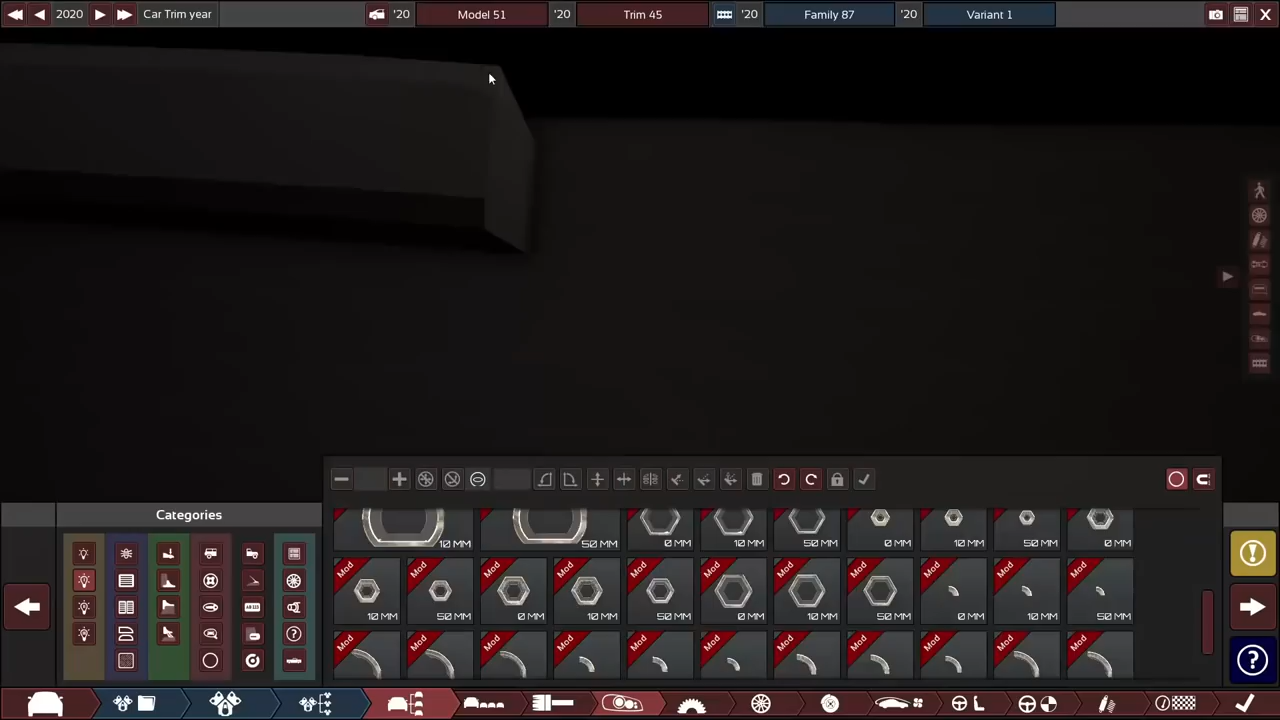 2020 Car Trim year '20 Model 51 '20 Trim 45 '20 Family 87 '20 Variant 1
Categories
10 MM 50 MM 0 MM 10 MM 50 MM 0 MM 10 MM 50 MM 0 MM
Mod Mod Mod Mod Mod Mod Mod Mod Mod Mod Mod
10 MM 50 MM 0 MM 10 MM 50 MM 0 MM 10 MM 50 MM 0 MM 10 MM 50 MM
Mod Mod Mod Mod Mod Mod Mod Mod Mod Mod Mod